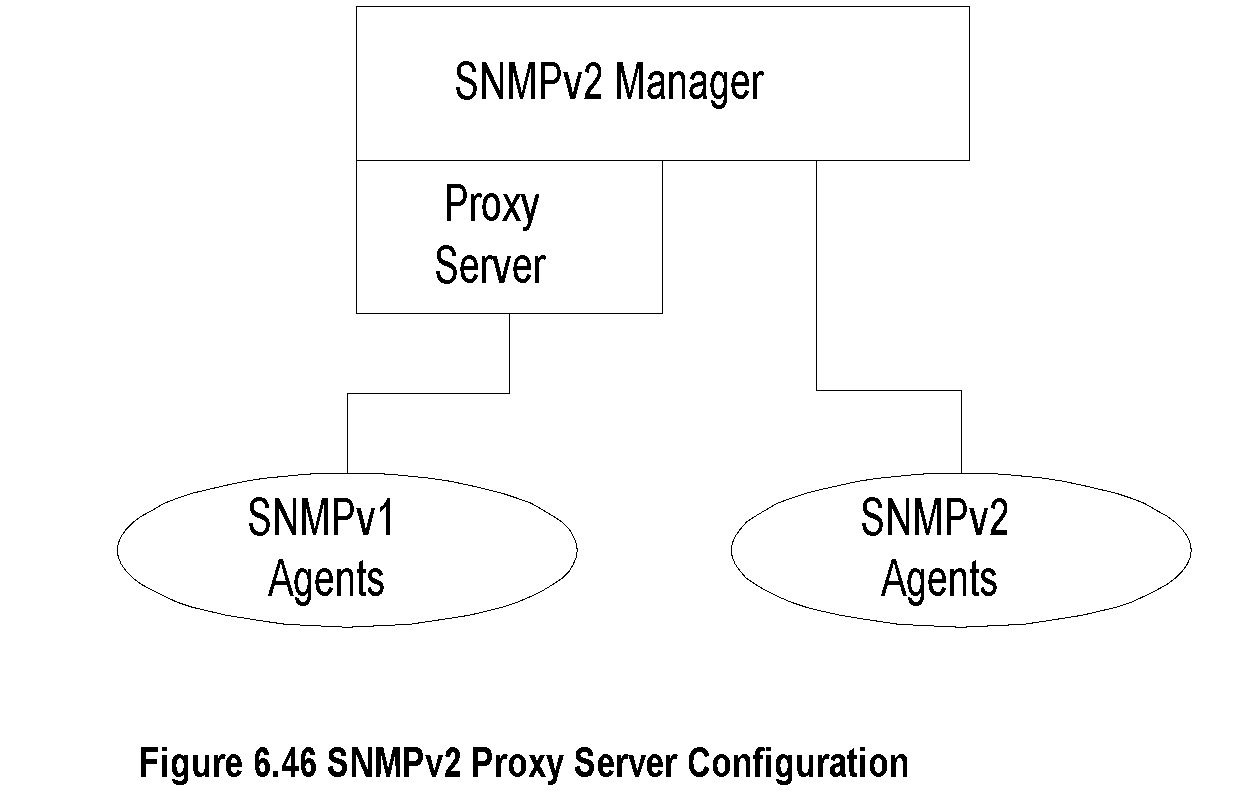 SNMPv2 Manager
Proxy
Server
SNMPv1
Agents
SNMPv2
Agents
Figure 6.46 SNMPv2 Proxy Server Configuration